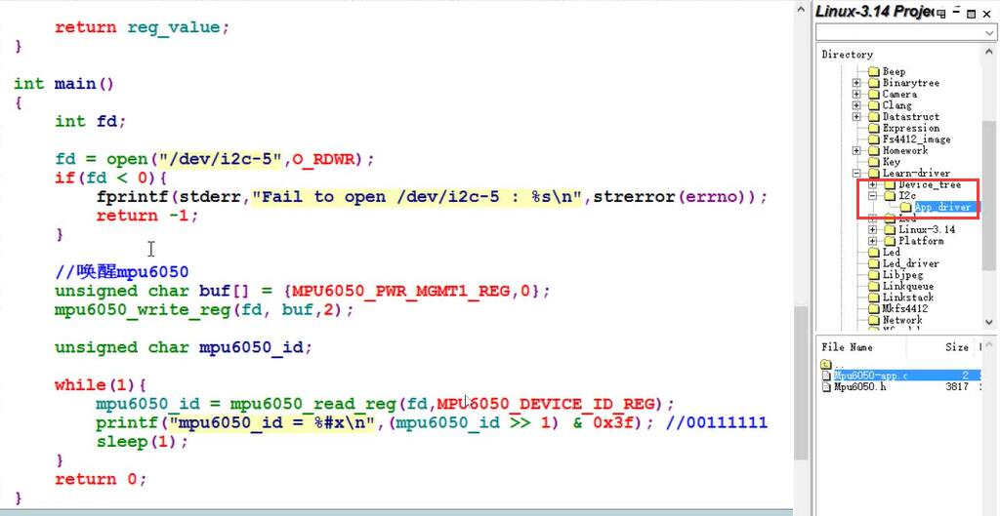 return reg_value;
}
int main()
{
int fd;
fd = open("/dev/i2c-5",O_RDWR);
if(fd < 0){
fprintf(stderr,"Fail to open /dev/i2c-5 : %s\n",strerror(errno));
return -1;
}
//唤醒mpu6050
unsigned char buf[] = {MPU6050_PWR_MGMT1_REG,0};
mpu6050_write_reg(fd, buf,2);
unsigned char mpu6050_id;
while(1){
mpu6050_id = mpu6050_read_reg(fd,MPU6050_DEVICE_ID_REG);
printf("mpu6050_id = %#x\n",(mpu6050_id >> 1) & 0x3f); //00111111
sleep(1);
}
return 0;
}
Linux-3.14
Directory
Beep
Binarytree
Camera
Clang
Datastruct
Expression
Fs4412_image
Homework
Key
Learn-driver
Device_tree
I2c
App_driver
Led
Linux-3.14
Platform
Led
Led_driver
Libjpeg
Linkqueue
Linkstack
Mkfs4412
Network
File Name Size
..
Mpu6050-app.c 2
Mpu6050.h 3817